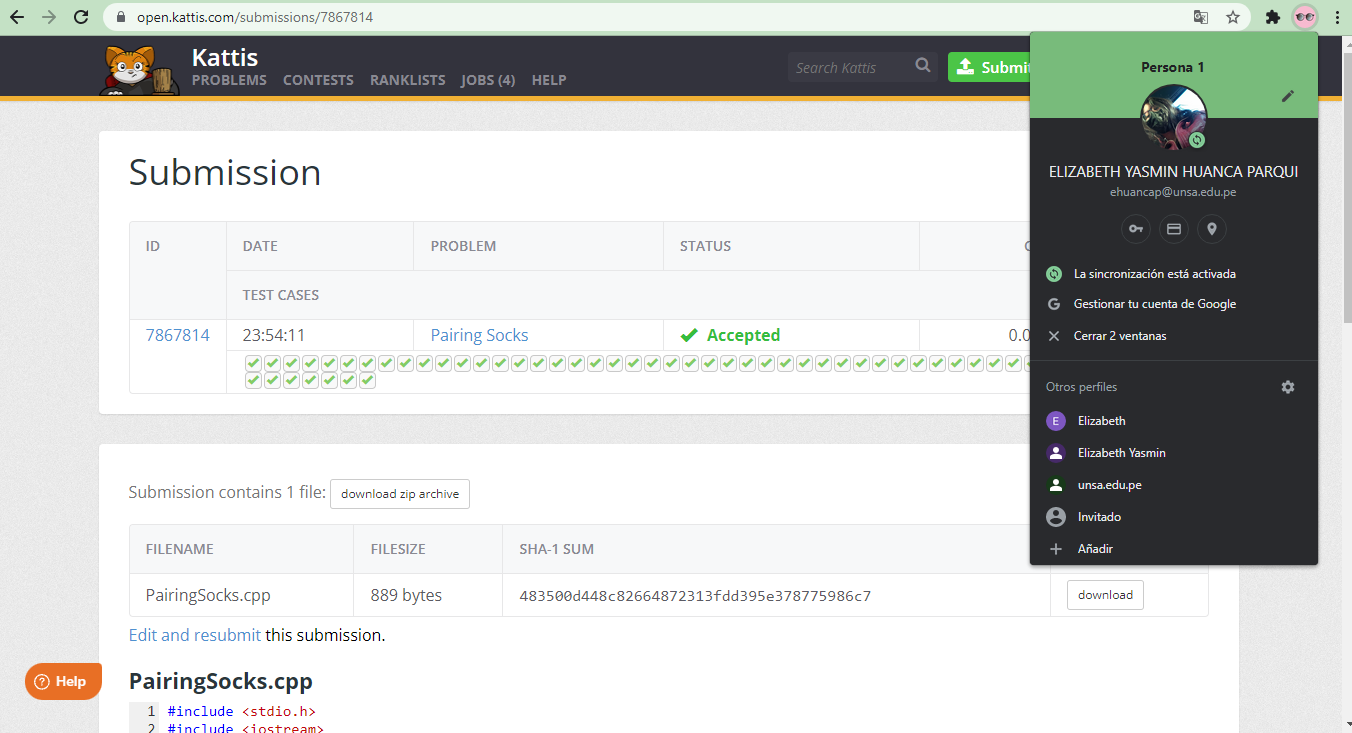 open.kattis.com/submissions/7867814
Kattis
PROBLEMS CONTESTS RANKLISTS JOBS (4) HELP
Search Kattis
Submit
Persona 1
ELIZABETH YASMIN HUANCA PARQUI
ehuancap@unsa.edu.pe
La sincronización está activada
Gestionar tu cuenta de Google
Cerrar 2 ventanas
Otros perfiles
E Elizabeth
Elizabeth Yasmin
unsa.edu.pe
Invitado
Añadir
Submission
ID DATE PROBLEM STATUS
TEST CASES
7867814 23:54:11 Pairing Socks Accepted 0.0
Submission contains 1 file: download zip archive
FILENAME FILESIZE SHA-1 SUM
PairingSocks.cpp 889 bytes 483500d448c82664872313fdd395e378775986c7 download
Edit and resubmit this submission.
Help
PairingSocks.cpp
1 #include <stdio.h>
2 #include <iostream>